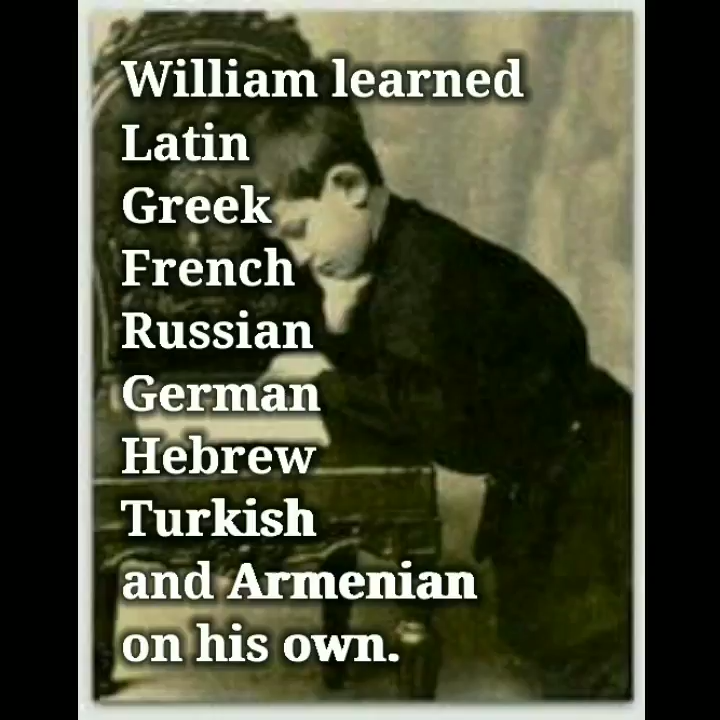 William learned
Latin
Greek
French
Russian
German
Hebrew
Turkish
and Armenian
on his own.